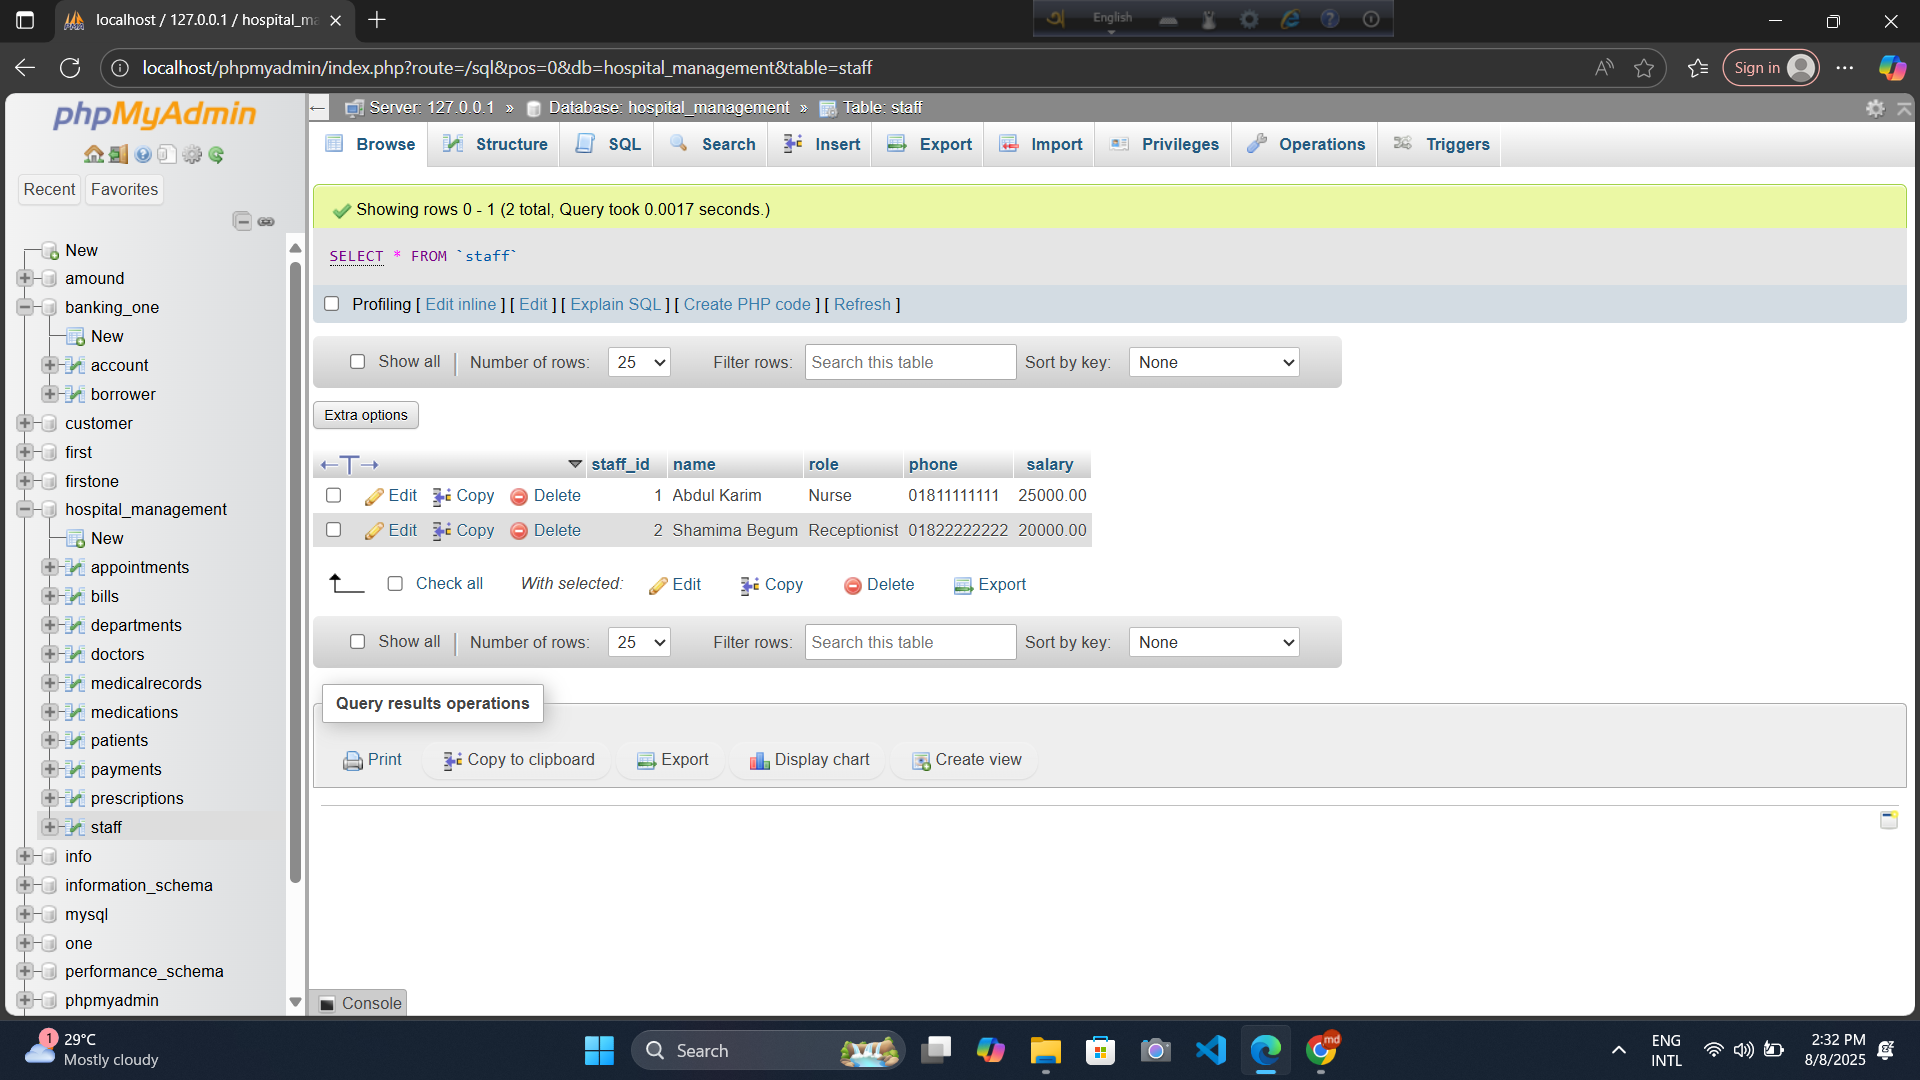 localhost / 127.0.0.1 / hospital_ma
English
localhost/phpmyadmin/index.php?route=/sql&pos=0&db=hospital_management&table=staff
Sign in
phpMyAdmin
Recent Favorites
New
amound
banking_one
New
account
borrower
customer
first
firstone
hospital_management
New
appointments
bills
departments
doctors
medicalrecords
medications
patients
payments
prescriptions
staff
info
information_schema
mysql
one
performance_schema
phpmyadmin
Server: 127.0.0.1 » Database: hospital_management » Table: staff
Browse Structure SQL Search Insert Export Import Privileges Operations Triggers
Showing rows 0 - 1 (2 total, Query took 0.0017 seconds.)
SELECT * FROM `staff`
Profiling [ Edit inline ] [ Edit ] [ Explain SQL ] [ Create PHP code ] [ Refresh ]
Show all Number of rows: 25 Filter rows: Search this table Sort by key: None
Extra options
staff_id name role phone salary
Edit Copy Delete 1 Abdul Karim Nurse 01811111111 25000.00
Edit Copy Delete 2 Shamima Begum Receptionist 01822222222 20000.00
Check all With selected: Edit Copy Delete Export
Show all Number of rows: 25 Filter rows: Search this table Sort by key: None
Query results operations
Print Copy to clipboard Export Display chart Create view
Console
1
29°C
Mostly cloudy
Search
md
ENG
INTL
2:32 PM
8/8/2025